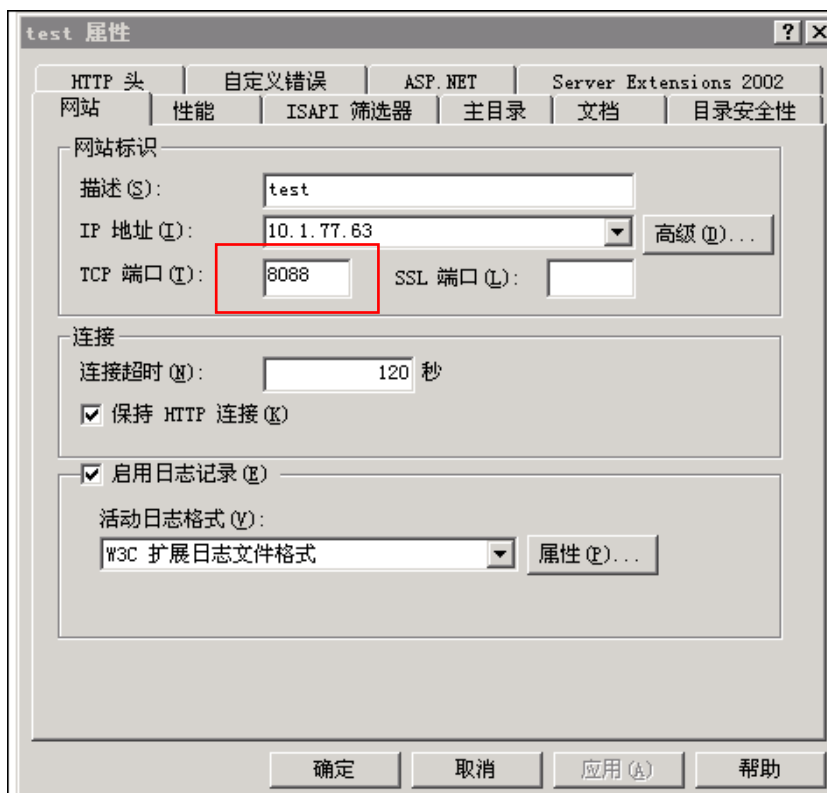 test 属性
HTTP 头 自定义错误 ASP.NET Server Extensions 2002
网站 性能 ISAPI 筛选器 主目录 文档 目录安全性
网站标识
描述(S): test
IP 地址(I): 10.1.77.63 高级(D)...
TCP 端口(T): 8088 SSL 端口(L):
连接
连接超时(N): 120 秒
保持 HTTP 连接(K)
启用日志记录(E)
活动日志格式(V):
W3C 扩展日志文件格式 属性(P)...
确定 取消 应用(A) 帮助